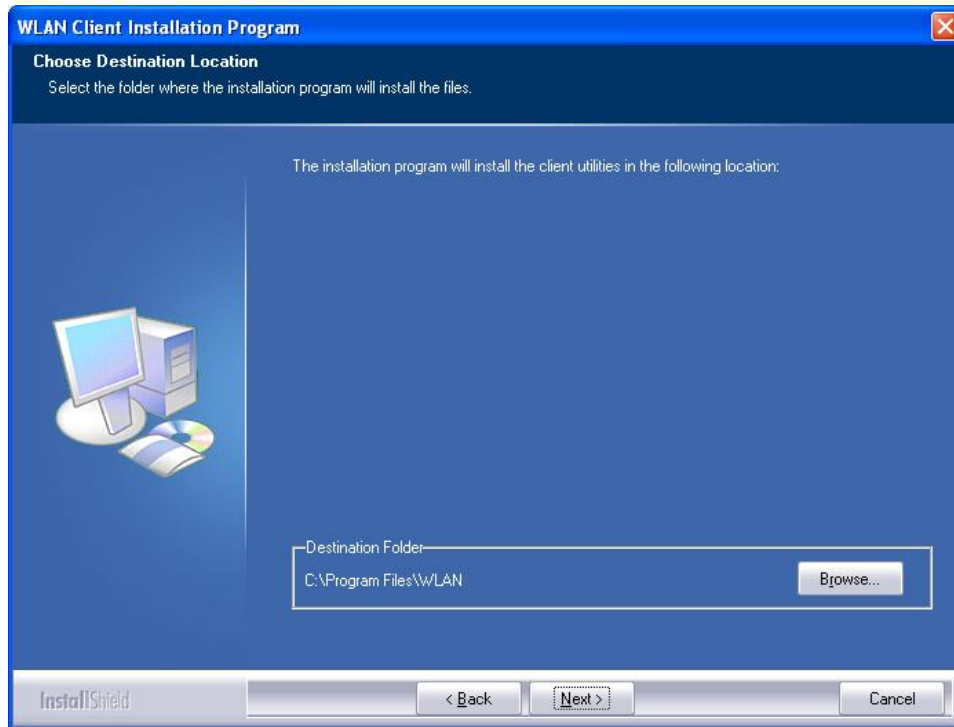 WLAN Client Installation Program
Choose Destination Location
Select the folder where the installation program will install the files.
The installation program will install the client utilities in the following location:
Destination Folder
C:\Program Files\WLAN
Browse...
InstallShield
< Back
Next >
Cancel